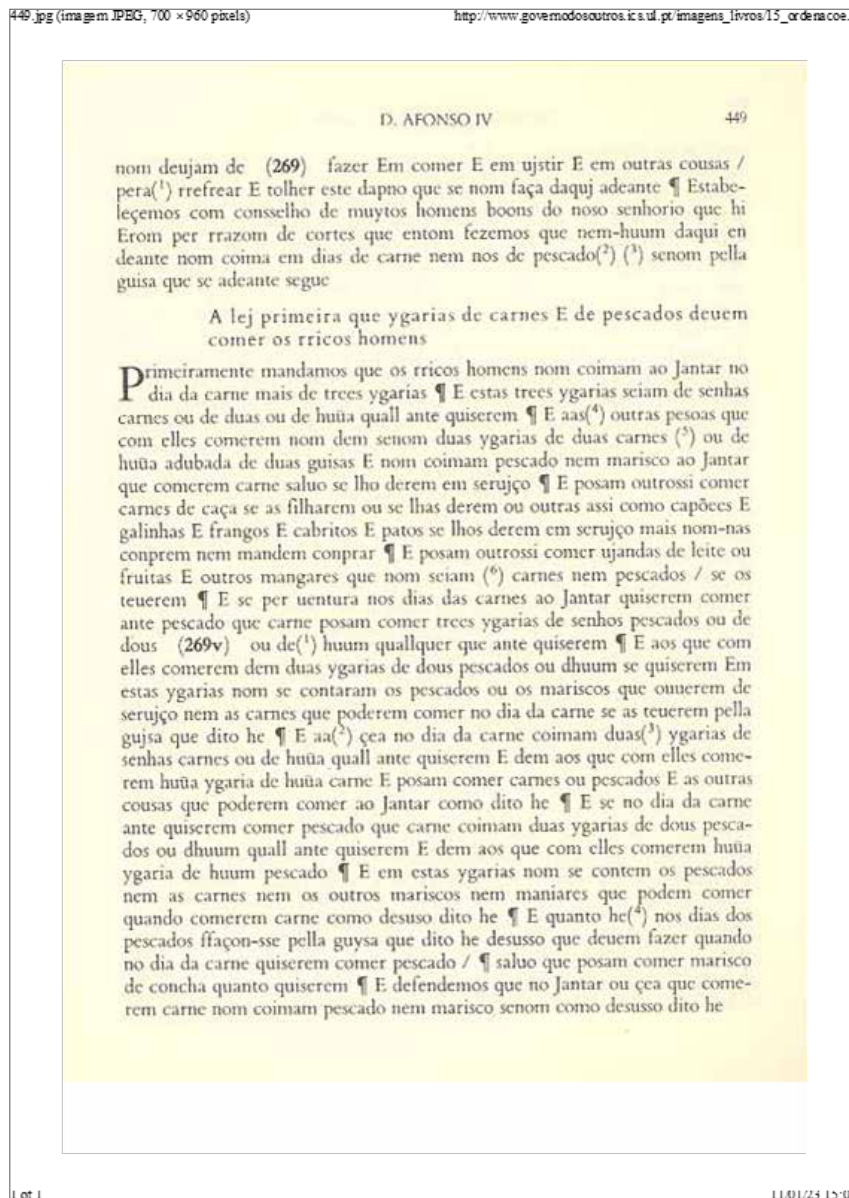 449.jpg (imagem JPEG, 700 × 960 pixels) http://www.governodosoutros.ics.ul.pt/imagens_livros/15_ordenacoe...
D. AFONSO IV 449
nom deujam de (269) fazer Em comer E em ujstir E em outras cousas /
pera(¹) rrefrear E tolher este dapno que se nom faça daquj adeante ¶ Estabe-
leçemos com consselho de muytos homens boons do noso senhorio que hi
Erom per rrazom de cortes que entom fezemos que nem-huum daqui en
deante nom coima em dias de carne nem nos de pescado(²) (³) senom pella
guisa que se adeante segue
A lej primeira que ygarias de carnes E de pescados deuem
comer os rricos homens
Primeiramente mandamos que os rricos homens nom coimam ao Jantar no
dia da carne mais de trees ygarias ¶ E estas trees ygarias seiam de senhas
carnes ou de duas ou de huũa quall ante quiserem ¶ E aas(⁴) outras pesoas que
com elles comerem nom dem senom duas ygarias de duas carnes (⁵) ou de
huũa adubada de duas guisas E nom coimam pescado nem marisco ao Jantar
que comerem carne saluo se lho derem em serujço ¶ E posam outrossi comer
carnes de caça se as filharem ou se lhas derem ou outras assi como capõees E
galinhas E frangos E cabritos E patos se lhos derem em serujço mais nom-nas
conprem nem mandem conprar ¶ E posam outrossi comer ujandas de leite ou
fruitas E outros mangares que nom seiam (⁶) carnes nem pescados / se os
teuerem ¶ E se per uentura nos dias das carnes ao Jantar quiserem comer
ante pescado que carne posam comer trees ygarias de senhos pescados ou de
dous (269v) ou de(¹) huum quallquer que ante quiserem ¶ E aos que com
elles comerem dem duas ygarias de dous pescados ou dhuum se quiserem Em
estas ygarias nom se contaram os pescados ou os mariscos que ouuerem de
serujço nem as carnes que poderem comer no dia da carne se as teuerem pella
gujsa que dito he ¶ E aa(²) çea no dia da carne coimam duas(³) ygarias de
senhas carnes ou de huũa quall ante quiserem E dem aos que com elles come-
rem huũa ygaria de huũa carne E posam comer carnes ou pescados E as outras
cousas que poderem comer ao Jantar como dito he ¶ E se no dia da carne
ante quiserem comer pescado que carne coimam duas ygarias de dous pesca-
dos ou dhuum quall ante quiserem E dem aos que com elles comerem huũa
ygaria de huum pescado ¶ E em estas ygarias nom se contem os pescados
nem as carnes nem os outros mariscos nem maniares que podem comer
quando comerem carne como desuso dito he ¶ E quanto he(⁴) nos dias dos
pescados ffaçon-sse pella guysa que dito he desusso que deuem fazer quando
no dia da carne quiserem comer pescado / ¶ saluo que posam comer marisco
de concha quanto quiserem ¶ E defendemos que no Jantar ou çea que come-
rem carne nom coimam pescado nem marisco senom como desusso dito he
1 of 1 11/01/23 15:0